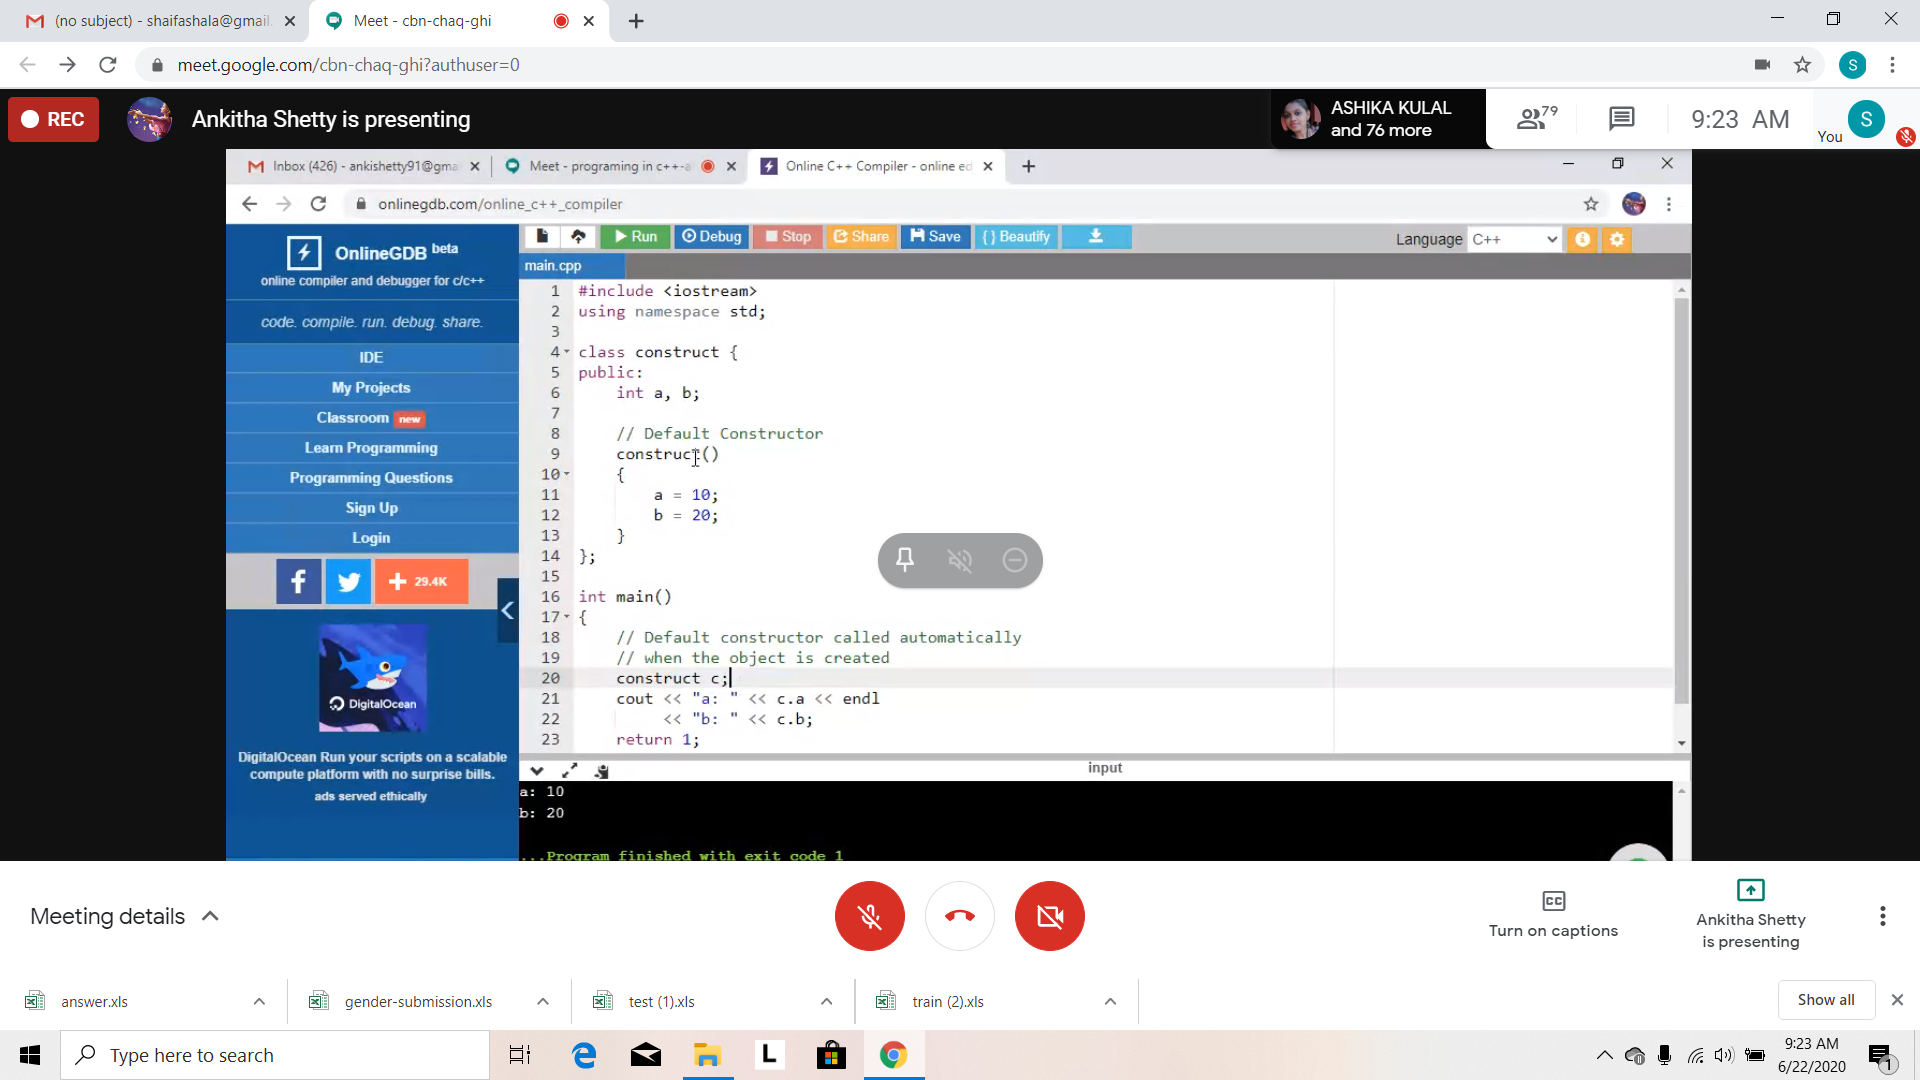 (no subject) - shaifashala@gmail.
Meet - cbn-chaq-ghi
meet.google.com/cbn-chaq-ghi?authuser=0
S
REC
Ankitha Shetty is presenting
ASHIKA KULAL
and 76 more
79
9:23 AM
You
S
Inbox (426) - ankishetty91@gma
Meet - programing in c++-a
Online C++ Compiler - online ed
onlinegdb.com/online_c++_compiler
OnlineGDB beta
online compiler and debugger for c/c++
code. compile. run. debug. share.
IDE
My Projects
Classroom new
Learn Programming
Programming Questions
Sign Up
Login
f
+ 29.4K
DigitalOcean
DigitalOcean Run your scripts on a scalable
compute platform with no surprise bills.
ads served ethically
Run
Debug
Stop
Share
Save
{ } Beautify
Language C++
main.cpp
1 #include <iostream>
2 using namespace std;
3
4 class construct {
5 public:
6 int a, b;
7
8 // Default Constructor
9 construct()
10 {
11 a = 10;
12 b = 20;
13 }
14 };
15
16 int main()
17 {
18 // Default constructor called automatically
19 // when the object is created
20 construct c;
21 cout << "a: " << c.a << endl
22 << "b: " << c.b;
23 return 1;
input
a: 10
b: 20
...Program finished with exit code 1
Meeting details
CC
Turn on captions
Ankitha Shetty
is presenting
answer.xls
gender-submission.xls
test (1).xls
train (2).xls
Show all
Type here to search
L
9:23 AM
6/22/2020
1